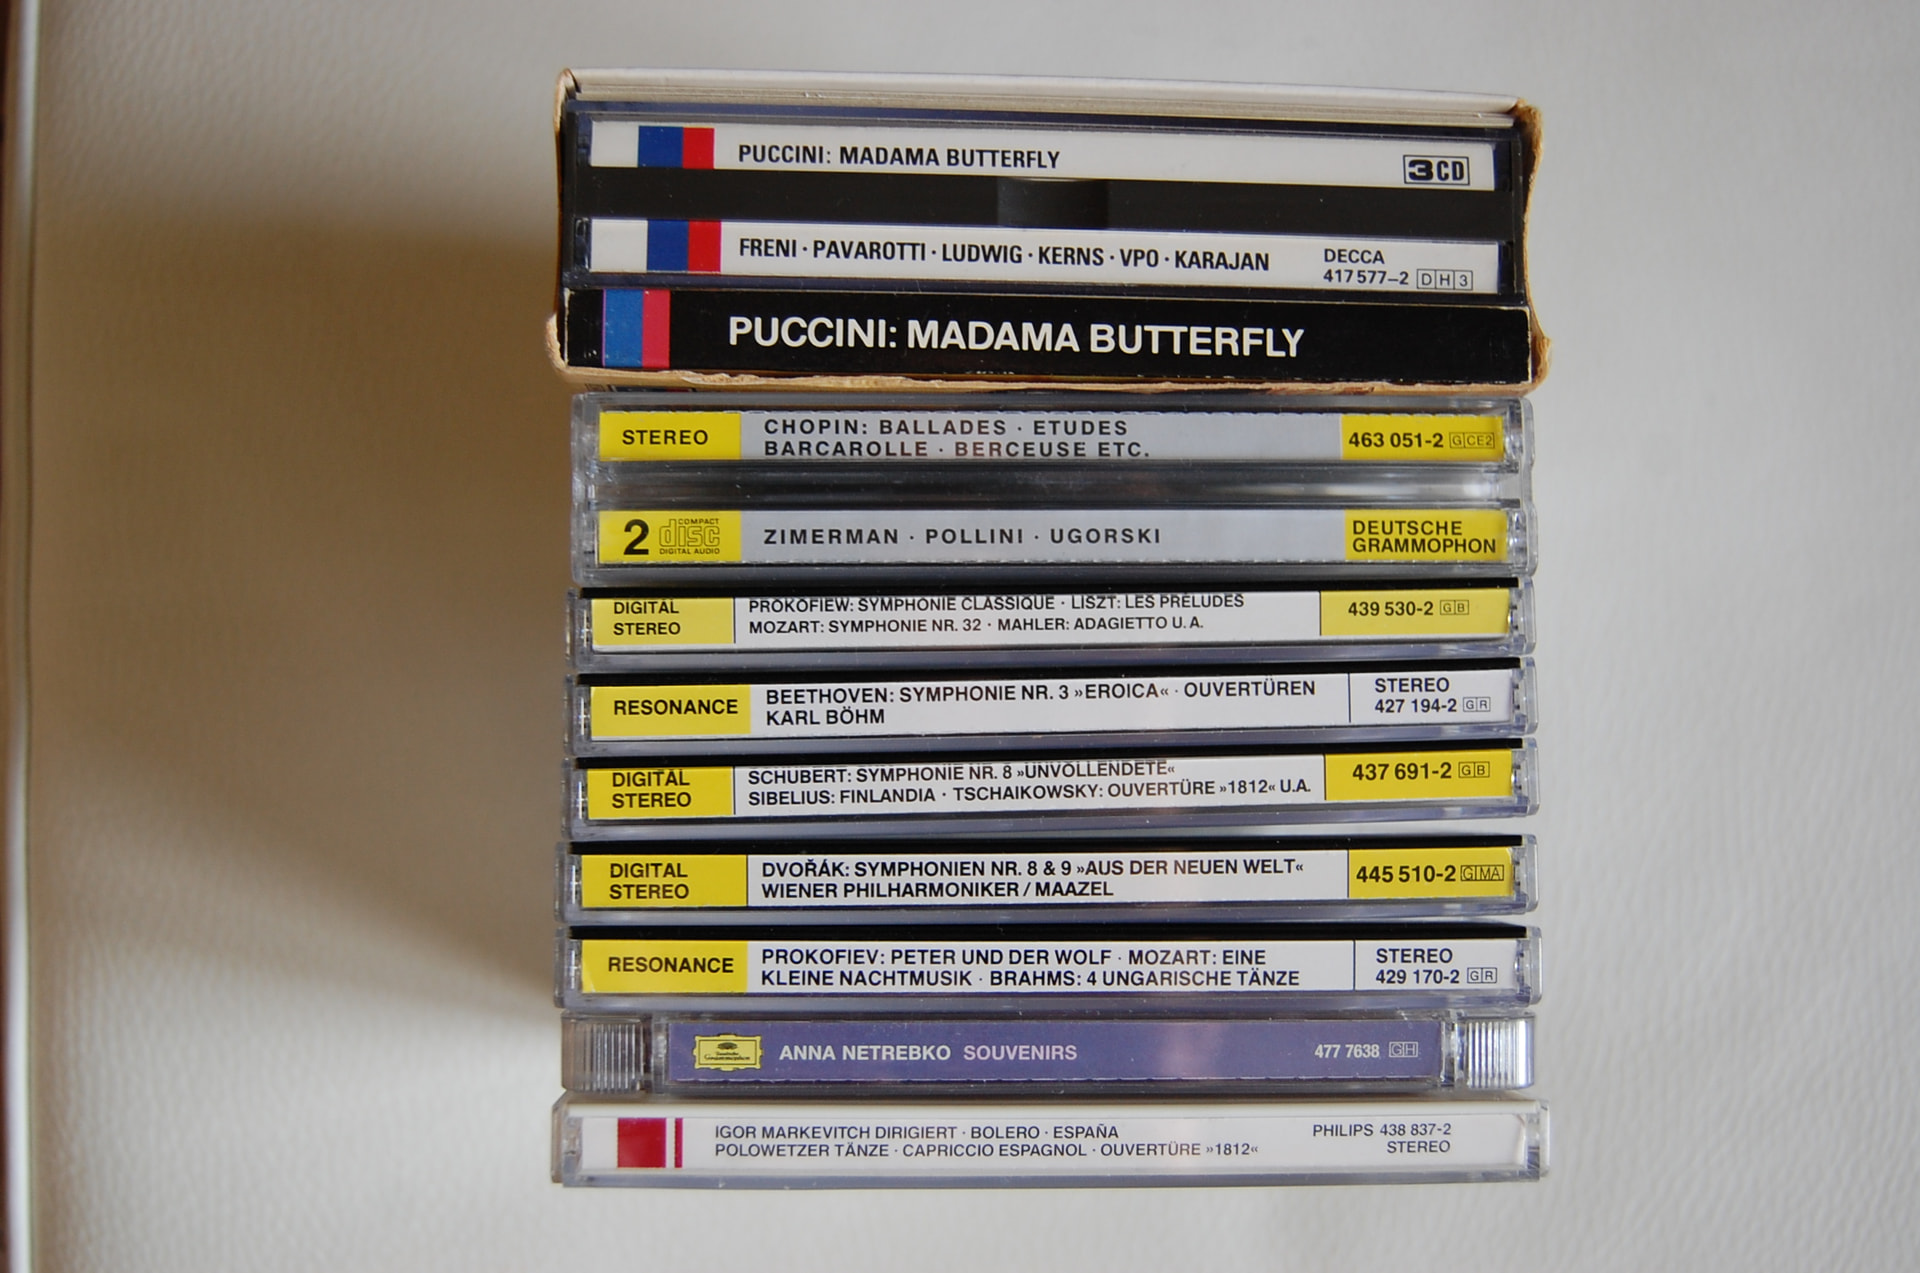 PUCCINI: MADAMA BUTTERFLY 3CD
FRENI · PAVAROTTI · LUDWIG · KERNS · VPO · KARAJAN DECCA
417 577–2 DH3
PUCCINI: MADAMA BUTTERFLY
STEREO CHOPIN: BALLADES · ETUDES
BARCAROLLE · BERCEUSE ETC. 463 051-2 GCE2
2 COMPACT disc DIGITAL AUDIO ZIMERMAN · POLLINI · UGORSKI DEUTSCHE
GRAMMOPHON
DIGITAL PROKOFIEW: SYMPHONIE CLASSIQUE · LISZT: LES PRÉLUDES 439 530-2 GB
STEREO MOZART: SYMPHONIE NR. 32 · MAHLER: ADAGIETTO U. A.
RESONANCE BEETHOVEN: SYMPHONIE NR. 3 »EROICA« · OUVERTÜREN STEREO
KARL BÖHM 427 194-2 GR
DIGITAL SCHUBERT: SYMPHONIE NR. 8 »UNVOLLENDETE« 437 691-2 GB
STEREO SIBELIUS: FINLANDIA · TSCHAIKOWSKY: OUVERTÜRE »1812« U.A.
DIGITAL DVOŘÁK: SYMPHONIEN NR. 8 & 9 »AUS DER NEUEN WELT« 445 510-2 GMA
STEREO WIENER PHILHARMONIKER / MAAZEL
RESONANCE PROKOFIEV: PETER UND DER WOLF · MOZART: EINE STEREO
KLEINE NACHTMUSIK · BRAHMS: 4 UNGARISCHE TÄNZE 429 170-2 GR
Deutsche Grammophon ANNA NETREBKO SOUVENIRS 477 7638 GH
IGOR MARKEVITCH DIRIGIERT · BOLERO · ESPAÑA PHILIPS 438 837-2
POLOWETZER TÄNZE · CAPRICCIO ESPAGNOL · OUVERTÜRE »1812« STEREO